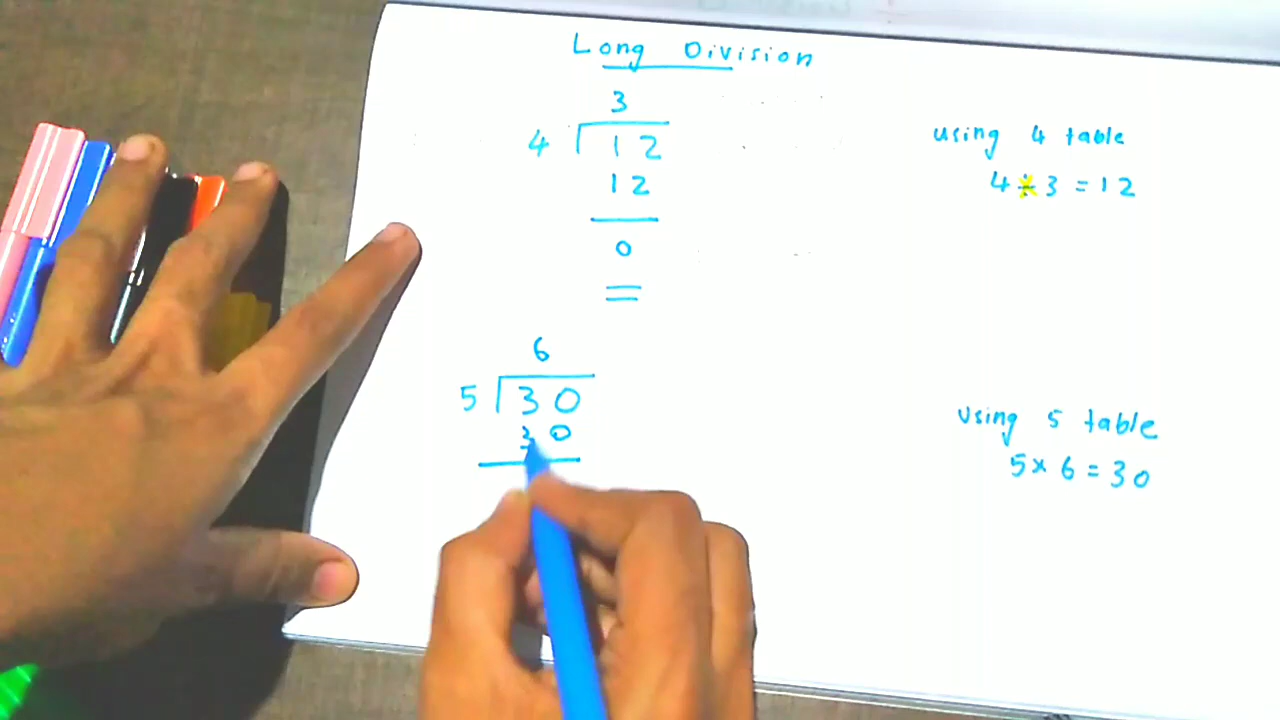 Long Division
3
4 12
12
0
using 4 table
4 ÷ 3 = 12
6
5 30
30
using 5 table
5 × 6 = 30